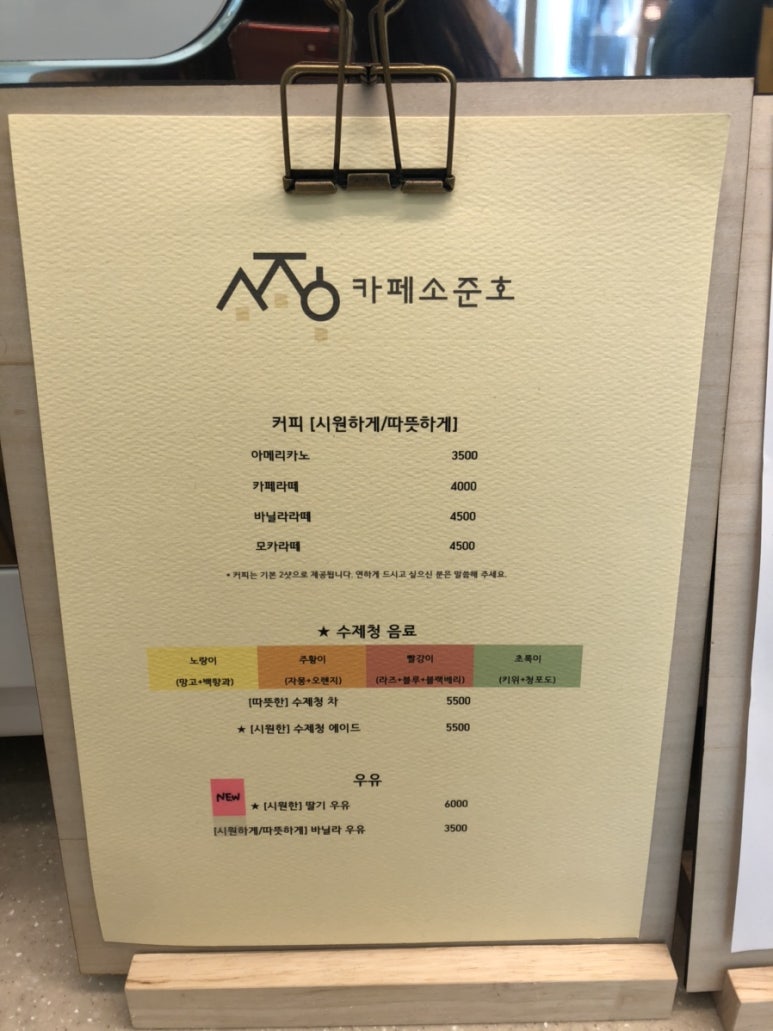 카페소준호
커피 [시원하게/따뜻하게]
아메리카노 3500
카페라떼 4000
바닐라라떼 4500
모카라떼 4500
* 커피는 기본 2샷으로 제공됩니다. 연하게 드시고 싶으신 분은 말씀해 주세요.
★ 수제청 음료
노랑이 주황이 빨강이 초록이
(망고+백향과) (자몽+오렌지) (라즈+블루+블랙베리) (키위+청포도)
[따뜻한] 수제청 차 5500
★ [시원한] 수제청 에이드 5500
우유
NEW ★ [시원한] 딸기 우유 6000
[시원하게/따뜻하게] 바닐라 우유 3500